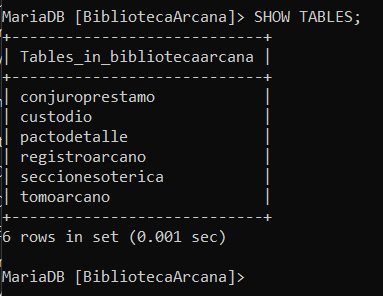 MariaDB [BibliotecaArcana]> SHOW TABLES;
+---------------------------+
| Tables_in_bibliotecaarcana |
+---------------------------+
| conjuroprestamo            |
| custodio                   |
| pactodetalle               |
| registroarcano             |
| seccionesoterica           |
| tomoarcano                 |
+---------------------------+
6 rows in set (0.001 sec)
MariaDB [BibliotecaArcana]>